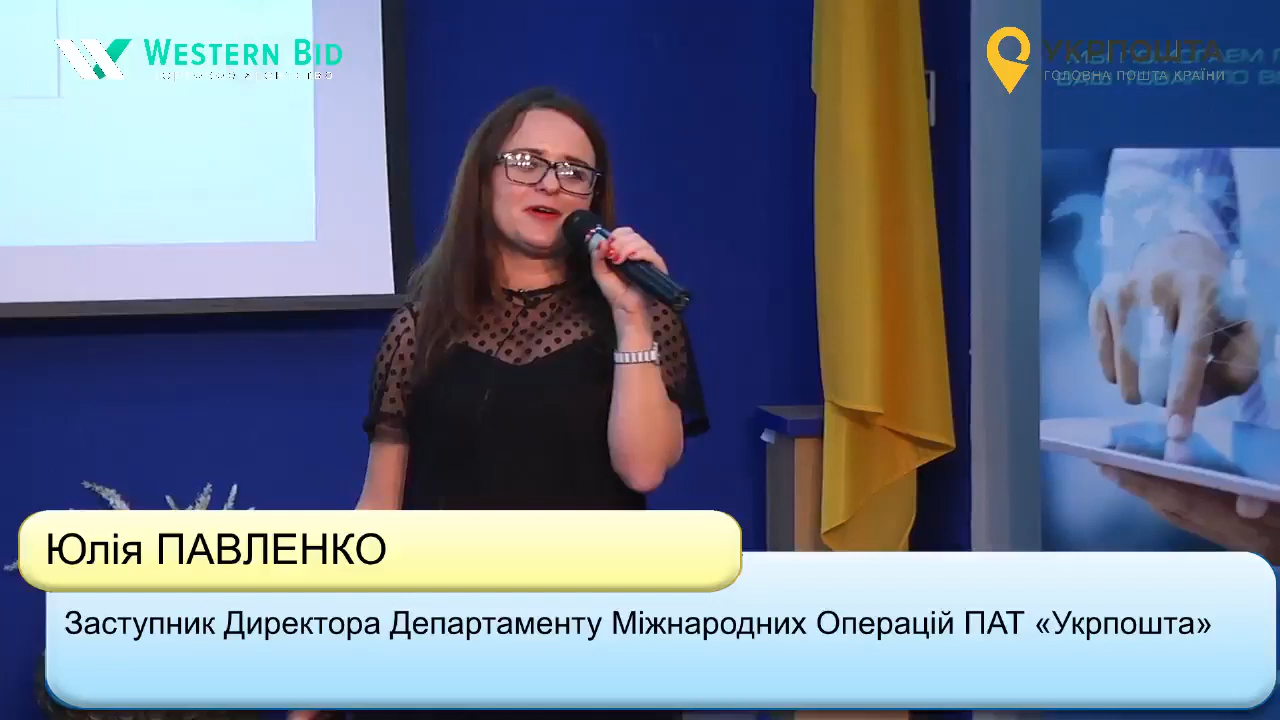 WESTERN BID
УКРПОШТА
ГОЛОВНА ПОШТА КРАЇНИ
Юлія ПАВЛЕНКО
Заступник Директора Департаменту Міжнародних Операцій ПАТ «Укрпошта»